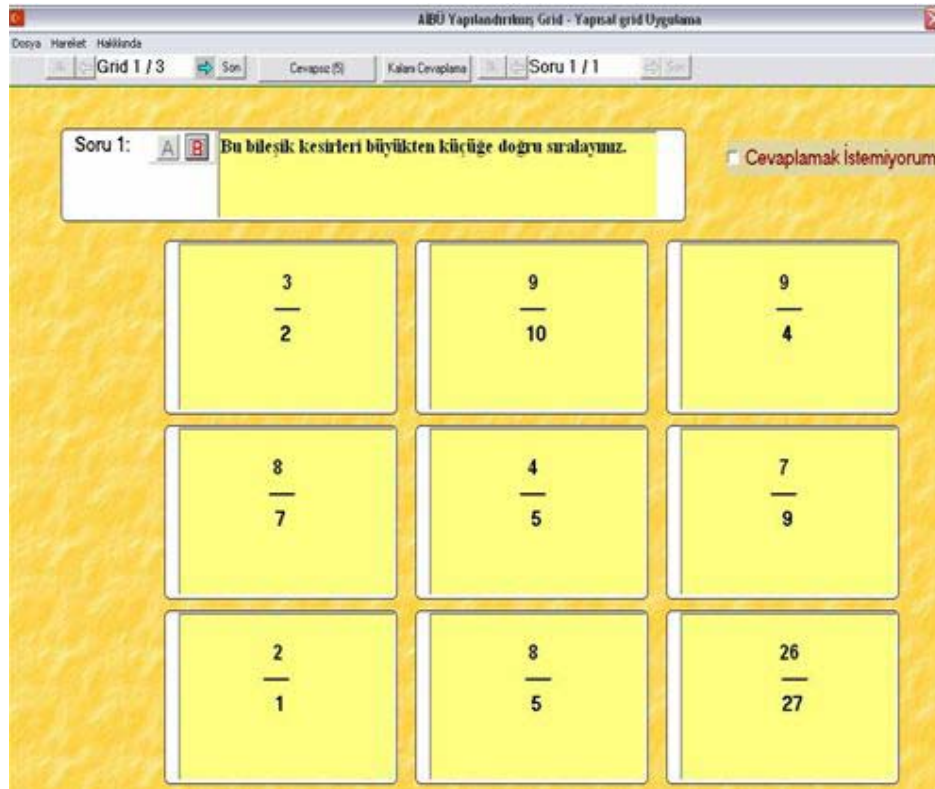 AİBÜ Yapılandırılmış Grid - Yapısal grid Uygulama
Dosya Hareket Hakkında
Grid 1 / 3 Son Cevapsız (5) Kalanı Cevaplama Soru 1 / 1 Son
Soru 1: A B Bu bileşik kesirleri büyükten küçüğe doğru sıralayınız.
Cevaplamak İstemiyorum
3 9 9
2 10 4
8 4 7
7 5 9
2 8 26
1 5 27